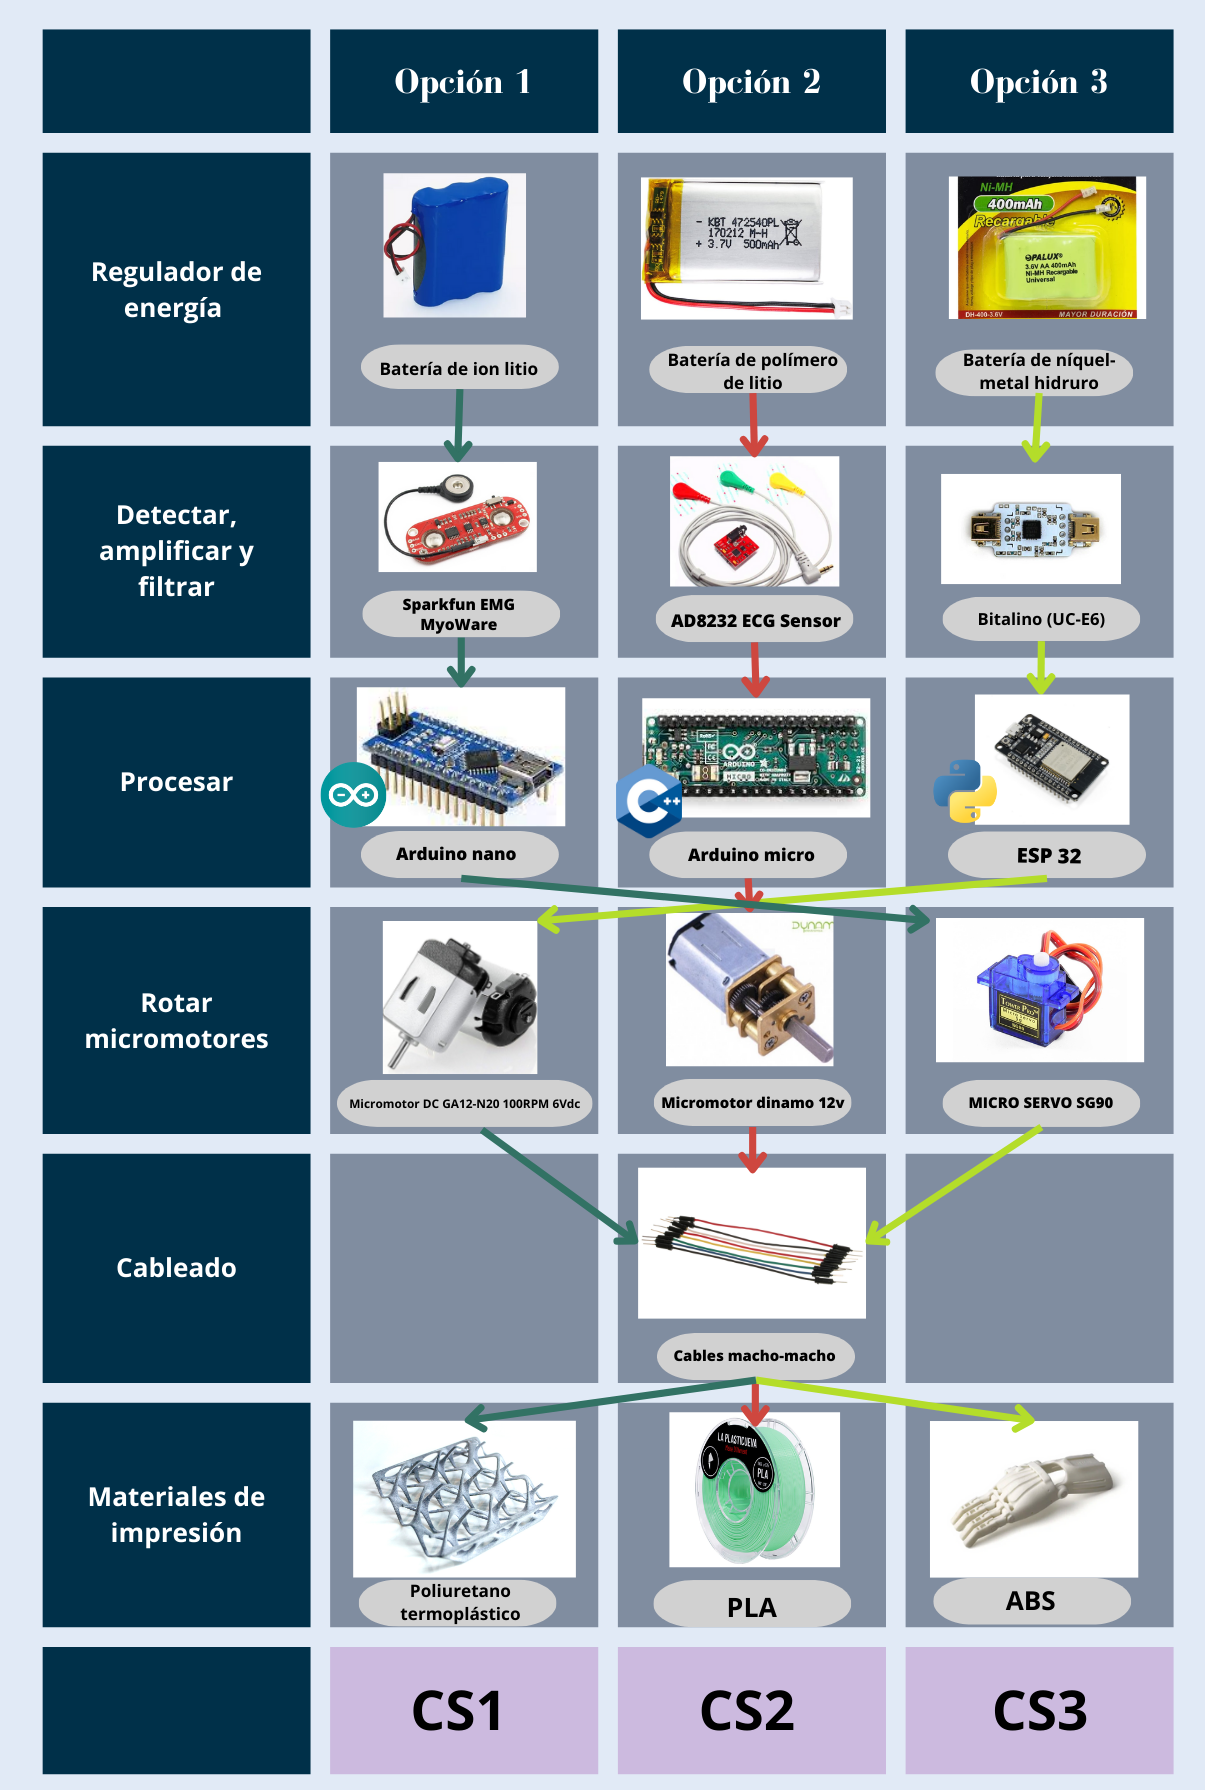 Opción 1
Opción 2
Opción 3
Regulador de
energía
- KBT 472540PL
170212 M-H
+ 3.7V 500mAh
Ni-MH
400mAh
Recargable
OPALUX®
3.6V AA 400mAh
Ni-MH Recargable
Universal
DH-400-3.6V
MAYOR DURACIÓN
Batería de ion litio
Batería de polímero
de litio
Batería de níquel-
metal hidruro
Detectar,
amplificar y
filtrar
Sparkfun EMG
MyoWare
AD8232 ECG Sensor
Bitalino (UC-E6)
Procesar
ARDUINO
MICRO
C++
Arduino nano
Arduino micro
ESP 32
Rotar
micromotores
DYNAM
Tower Pro
SG90
Micromotor DC GA12-N20 100RPM 6Vdc
Micromotor dinamo 12v
MICRO SERVO SG90
Cableado
Cables macho-macho
Materiales de
impresión
LA PLASTICUEVA
PLA
Poliuretano
termoplástico
PLA
ABS
CS1
CS2
CS3